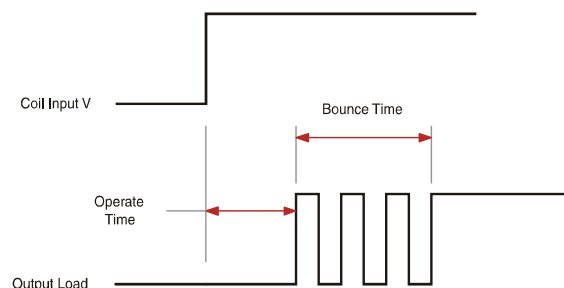 Coil Input V
Bounce Time
Operate
Time
Output Load